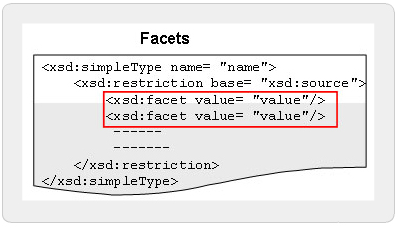 Facets
<xsd:simpleType name= "name">
<xsd:restriction base= "xsd:source">
<xsd:facet value= "value"/>
<xsd:facet value= "value"/>
------
-------
</xsd:restriction>
</xsd:simpleType>